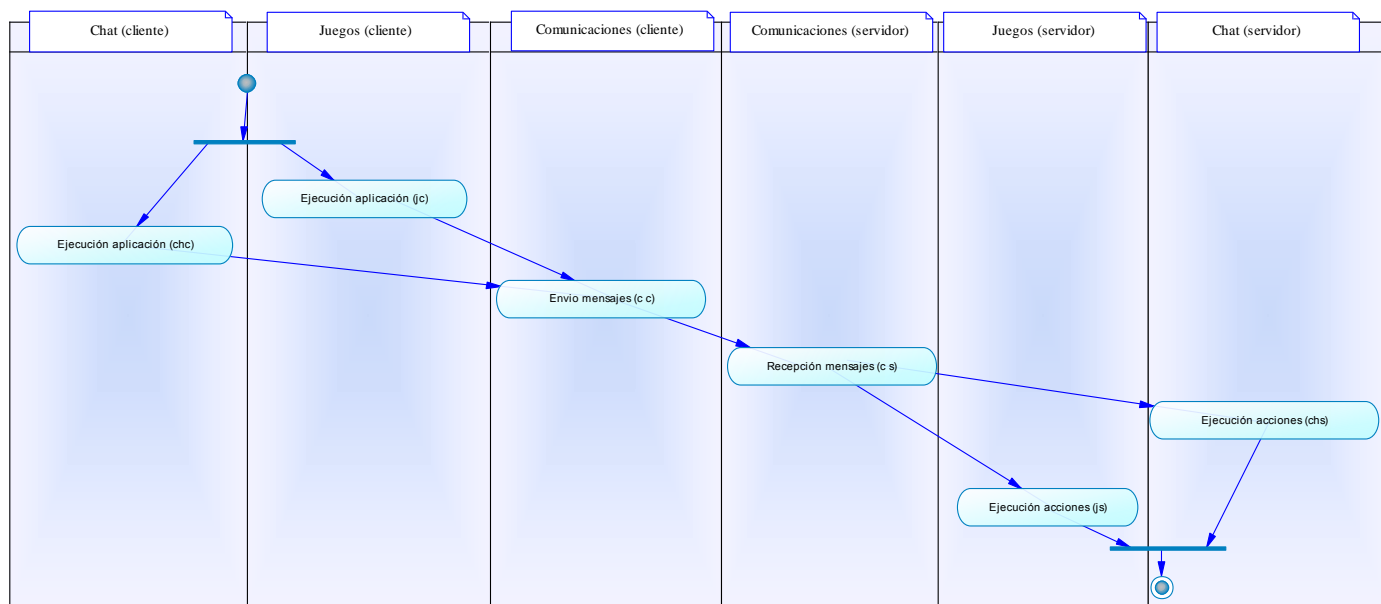 Chat (cliente)
Juegos (cliente)
Comunicaciones (cliente)
Comunicaciones (servidor)
Juegos (servidor)
Chat (servidor)
Ejecución aplicación (jc)
Ejecución aplicación (chc)
Envio mensajes (c c)
Recepción mensajes (c s)
Ejecución acciones (chs)
Ejecución acciones (js)